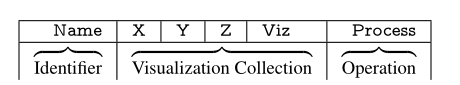 Name X Y Z Viz Process
Identifier Visualization Collection Operation